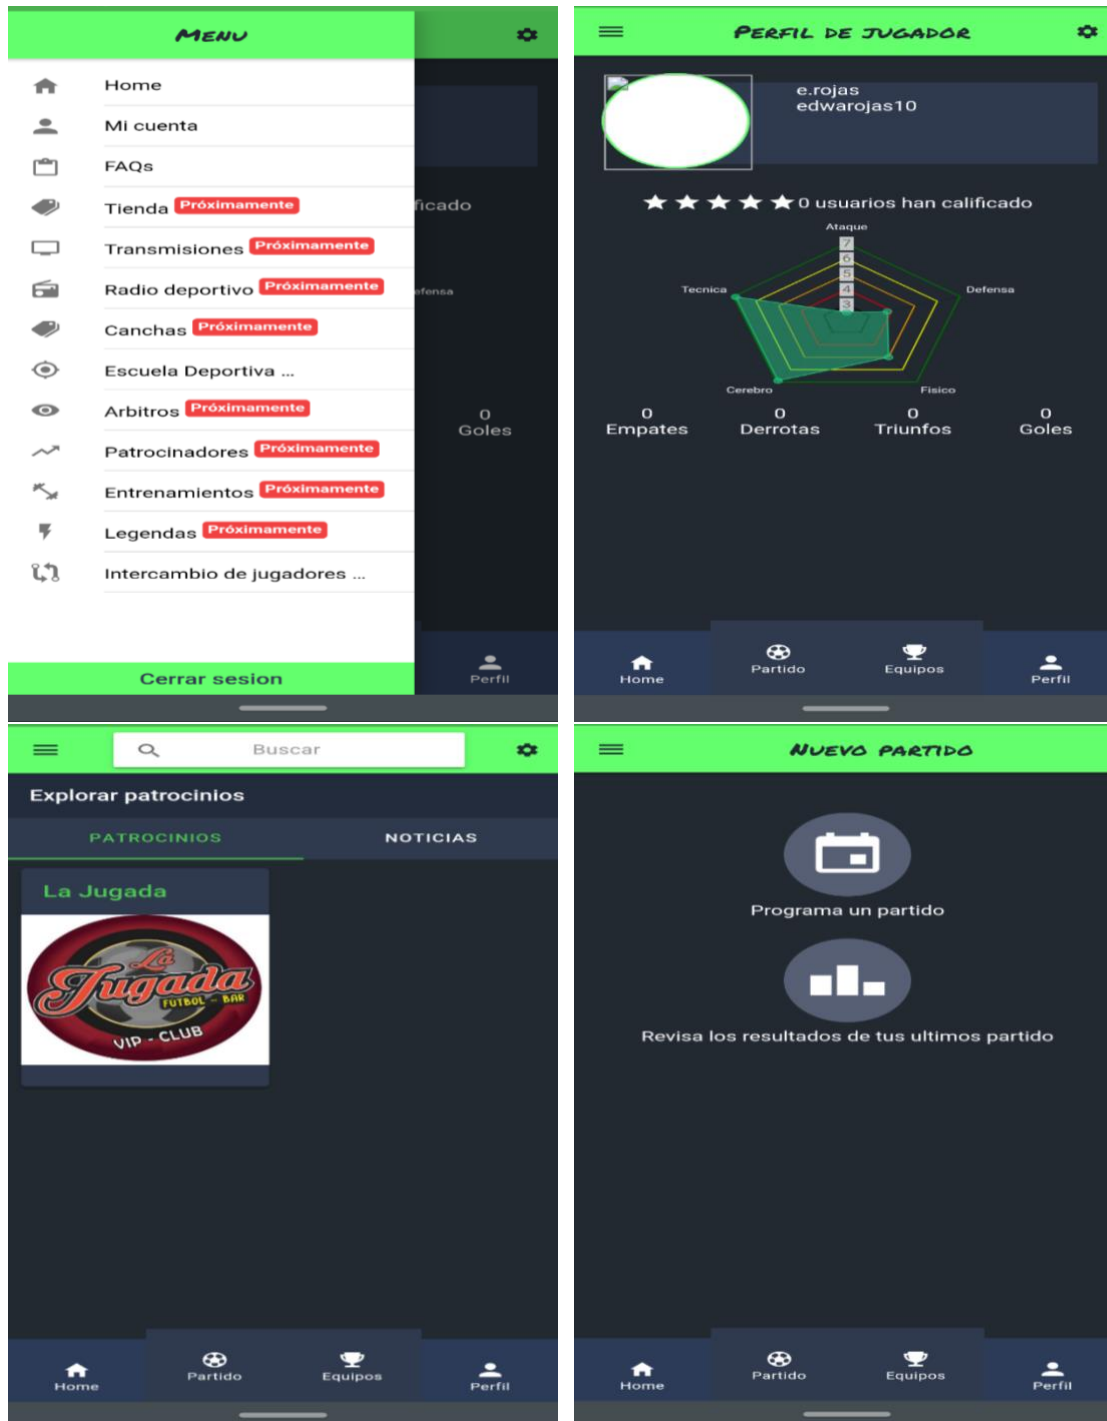 Menu
Home
Mi cuenta
FAQs
Tienda Próximamente
Transmisiones Próximamente
Radio deportivo Próximamente
Canchas Próximamente
Escuela Deportiva ...
Arbitros Próximamente
Patrocinadores Próximamente
Entrenamientos Próximamente
Legendas Próximamente
Intercambio de jugadores ...
Cerrar sesion
ficado
efensa
0
Goles
Perfil
Perfil de jugador
e.rojas
edwarojas10
0 usuarios han calificado
Ataque
7
6
5
4
3
Tecnica
Defensa
Cerebro
Fisico
0 0 0 0
Empates Derrotas Triunfos Goles
Home Partido Equipos Perfil
Buscar
Explorar patrocinios
PATROCINIOS NOTICIAS
La Jugada
La
Jugada
FUTBOL - BAR
VIP - CLUB
Home Partido Equipos Perfil
Nuevo partido
Programa un partido
Revisa los resultados de tus ultimos partido
Home Partido Equipos Perfil